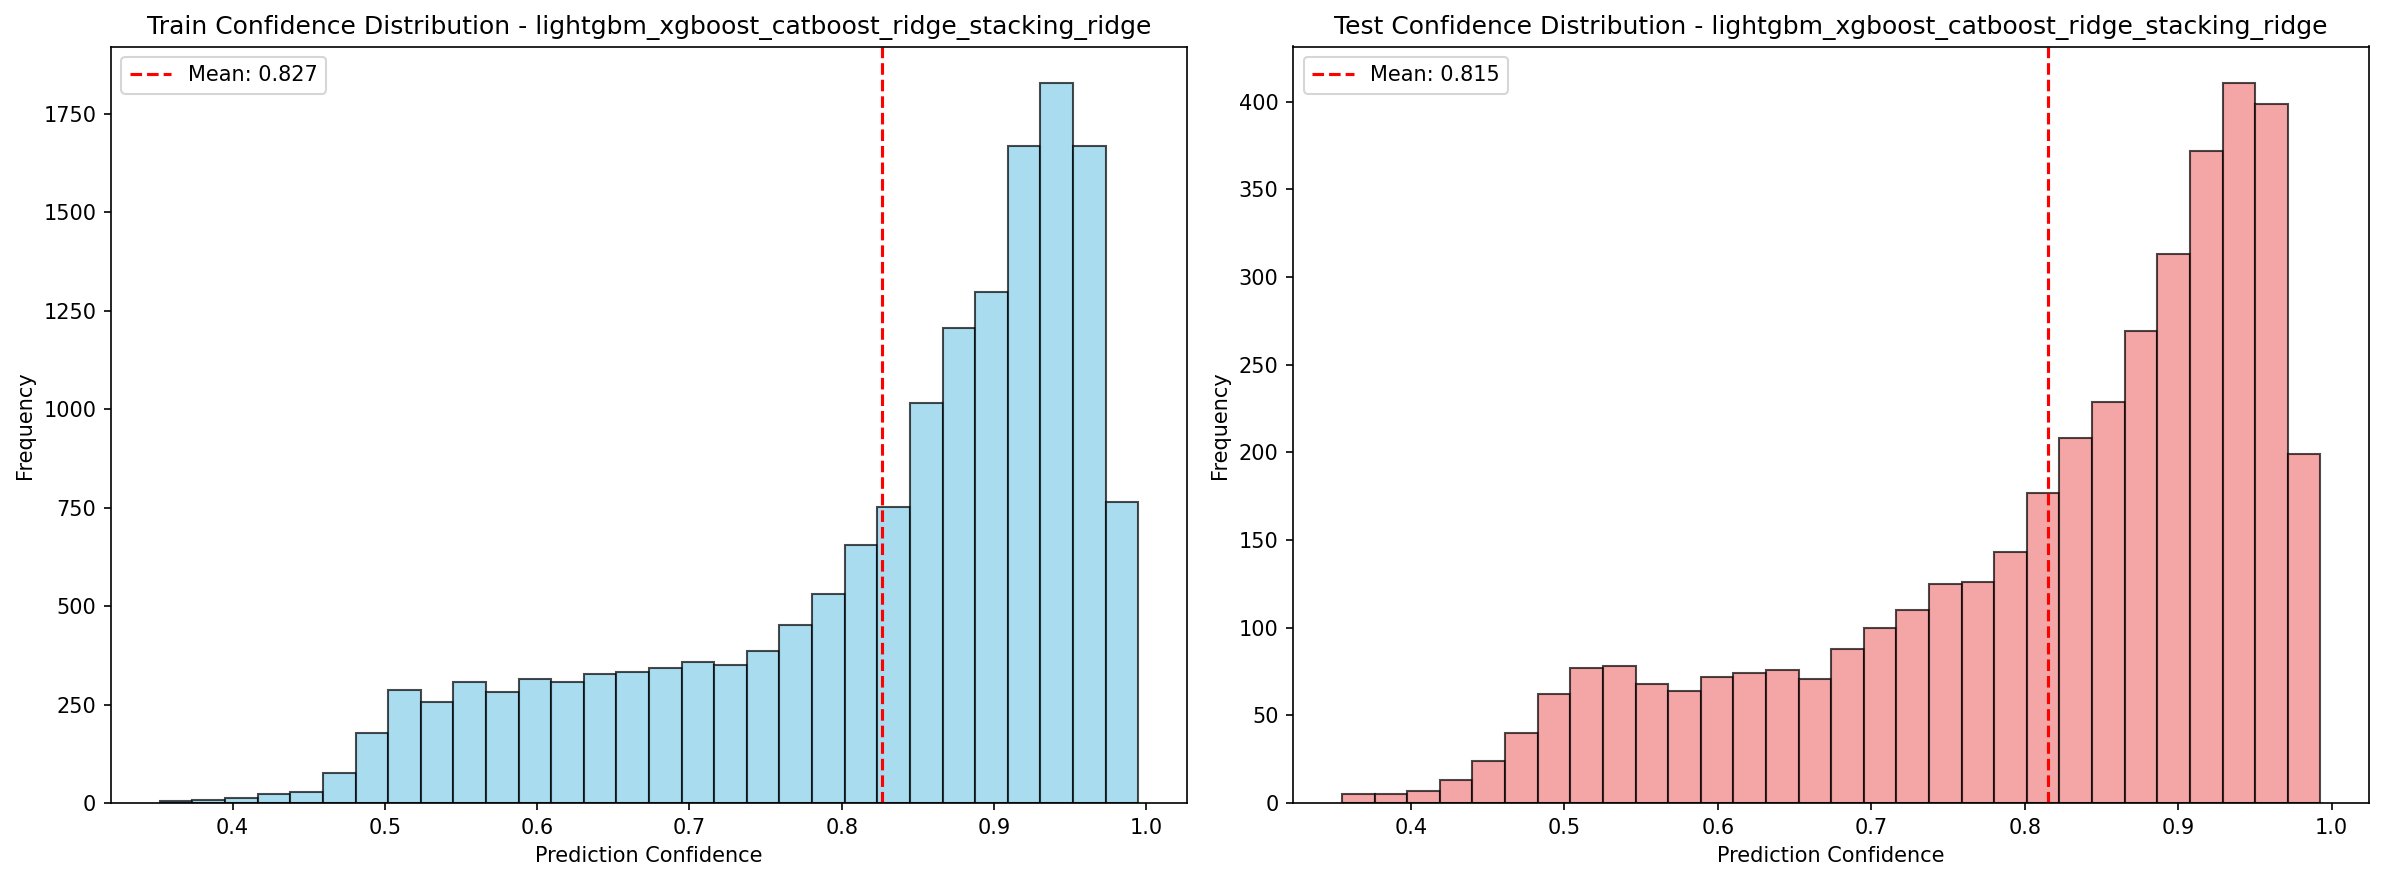 Train Confidence Distribution - lightgbm_xgboost_catboost_ridge_stacking_ridge
Mean: 0.827
1750
1500
1250
1000
750
500
250
0
Frequency
0.4 0.5 0.6 0.7 0.8 0.9 1.0
Prediction Confidence
Test Confidence Distribution - lightgbm_xgboost_catboost_ridge_stacking_ridge
Mean: 0.815
400
350
300
250
200
150
100
50
0
Frequency
0.4 0.5 0.6 0.7 0.8 0.9 1.0
Prediction Confidence